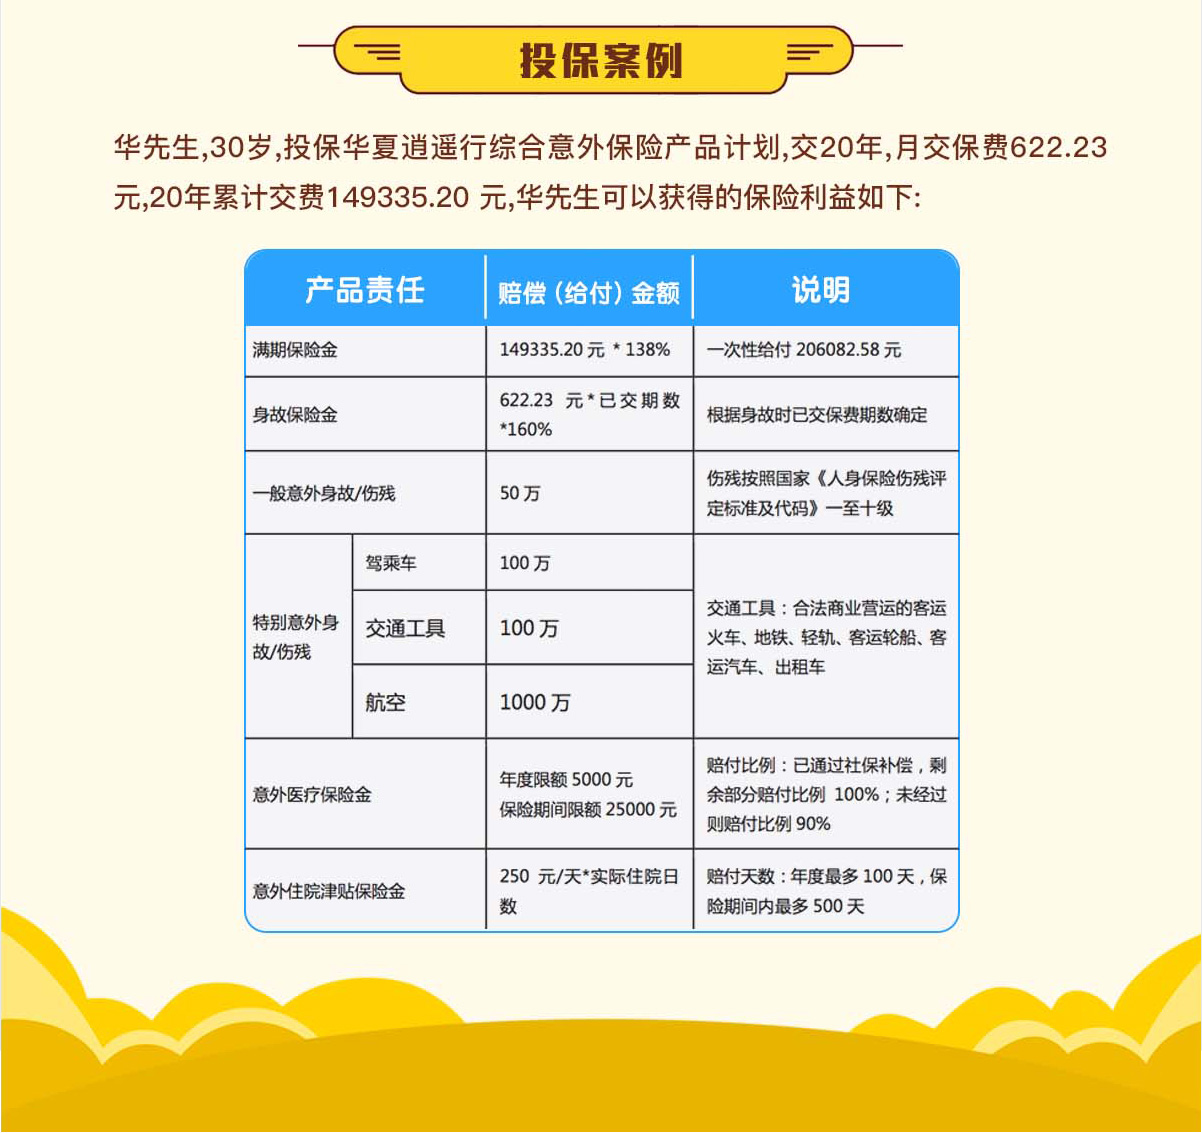 投保案例
华先生,30岁,投保华夏逍遥行综合意外保险产品计划,交20年,月交保费622.23
元,20年累计交费149335.20 元,华先生可以获得的保险利益如下:
产品责任 赔偿（给付）金额 说明
满期保险金 149335.20 元 * 138% 一次性给付 206082.58 元
身故保险金
622.23 元*已交期数
*160%
根据身故时已交保费期数确定
一般意外身故/伤残
50 万
伤残按照国家《人身保险伤残评
定标准及代码》一至十级
特别意外身
故/伤残
驾乘车 100 万
交通工具 100 万
航空 1000 万
交通工具：合法商业营运的客运
火车、地铁、轻轨、客运轮船、客
运汽车、出租车
意外医疗保险金
年度限额 5000 元
保险期间限额 25000 元
赔付比例：已通过社保补偿，剩
余部分赔付比例 100%；未经过
则赔付比例 90%
意外住院津贴保险金
250 元/天*实际住院日
数
赔付天数：年度最多 100 天，保
险期间内最多 500 天